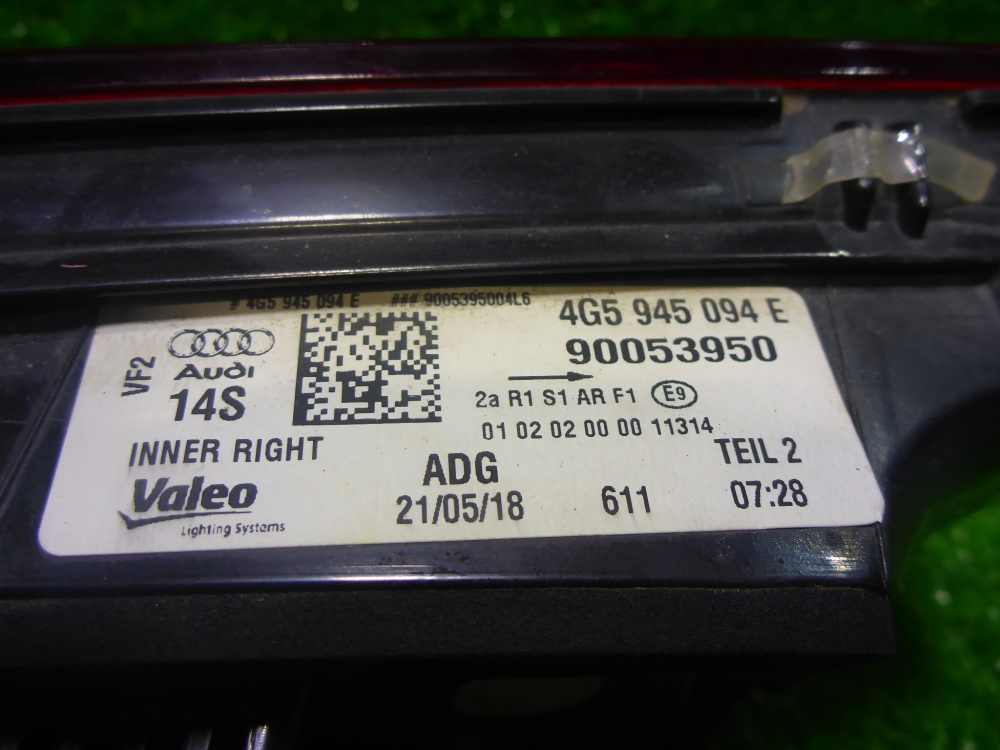 # 4G5 945 094 E ### 9005395004L6
4G5 945 094 E
90053950
VF2
Audi
14S
2a R1 S1 AR F1 E9
01 02 02 00 00 11314
INNER RIGHT
Valeo
Lighting Systems
ADG
TEIL 2
21/05/18 611 07:28